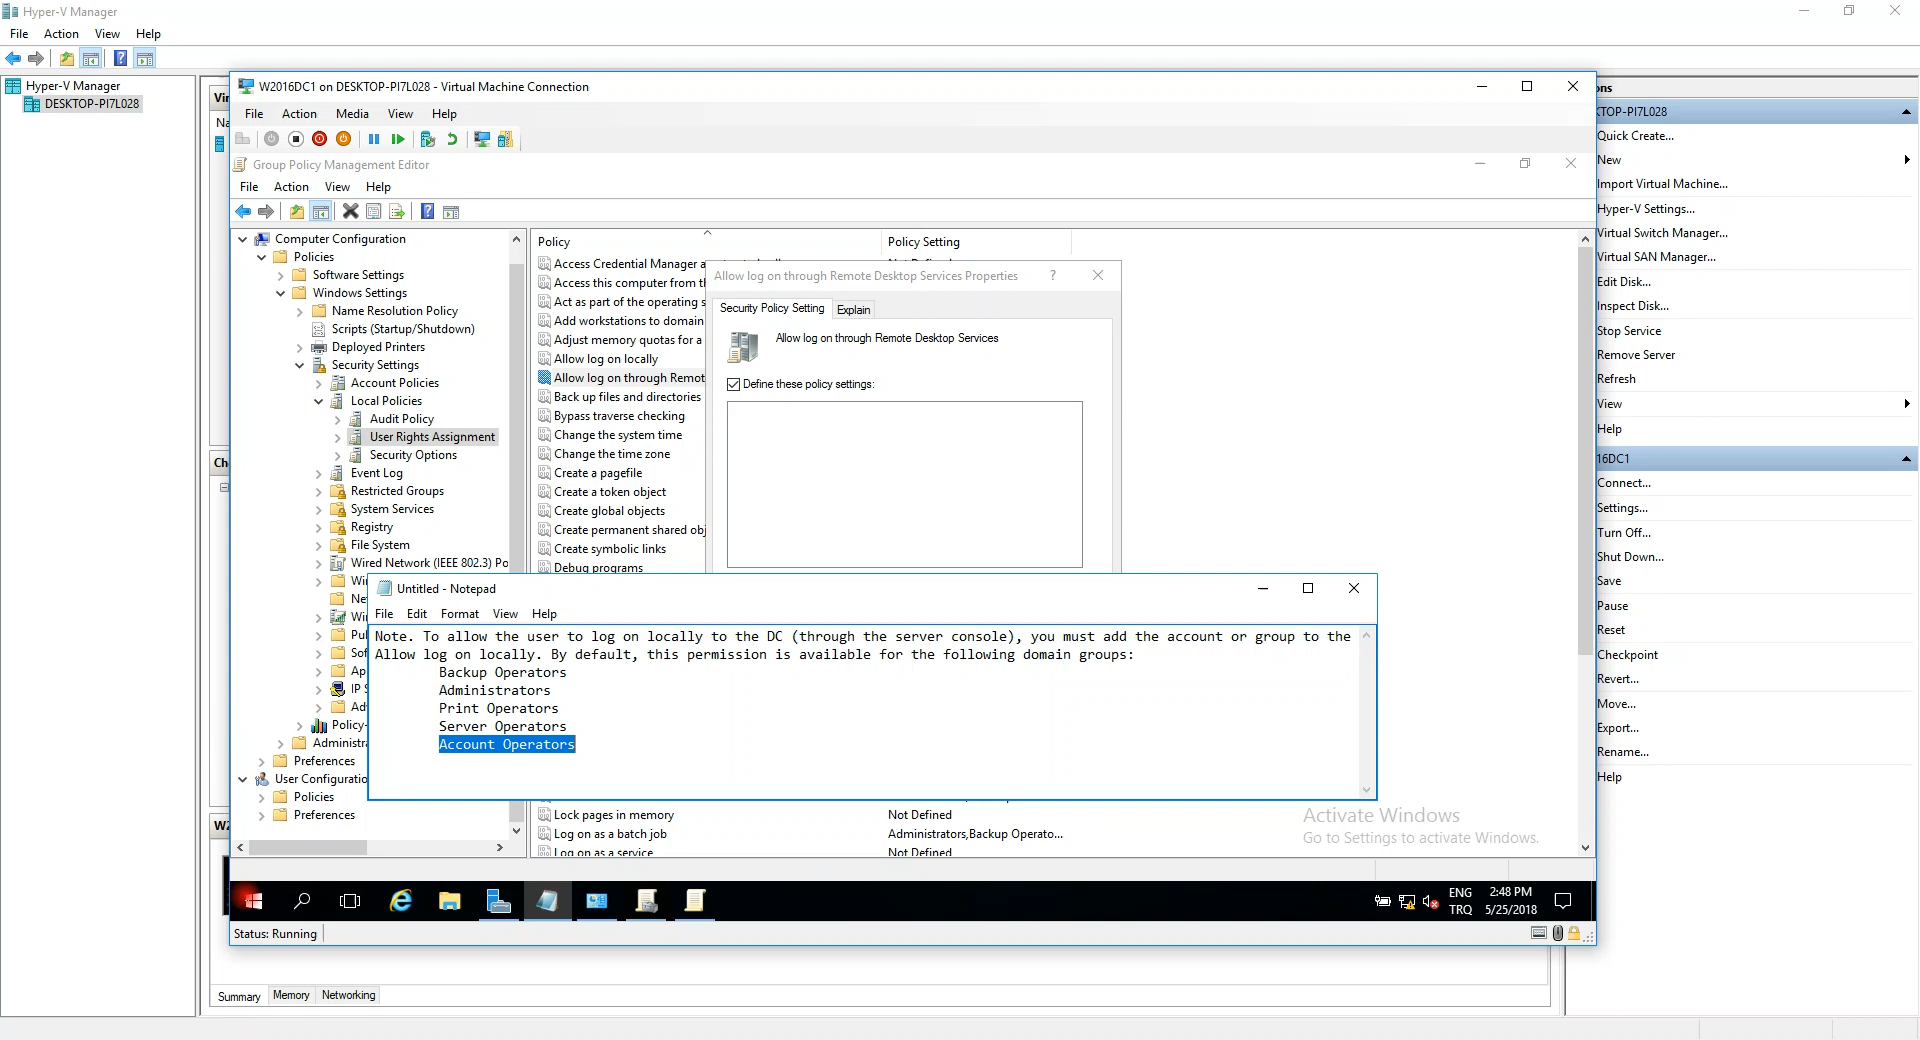 Hyper-V Manager
File Action View Help
Hyper-V Manager
DESKTOP-PI7L028
W2016DC1 on DESKTOP-PI7L028 - Virtual Machine Connection
File Action Media View Help
Group Policy Management Editor
File Action View Help
Computer Configuration
Policies
Software Settings
Windows Settings
Name Resolution Policy
Scripts (Startup/Shutdown)
Deployed Printers
Security Settings
Account Policies
Local Policies
Audit Policy
User Rights Assignment
Security Options
Event Log
Restricted Groups
System Services
Registry
File System
Wired Network (IEEE 802.3) Po
Policy-
Administra
Preferences
User Configuratio
Policies
Preferences
Policy Policy Setting
Access Credential Manager a
Access this computer from t
Act as part of the operating s
Add workstations to domain
Adjust memory quotas for a
Allow log on locally
Allow log on through Remot
Back up files and directories
Bypass traverse checking
Change the system time
Change the time zone
Create a pagefile
Create a token object
Create global objects
Create permanent shared obj
Create symbolic links
Debug programs
Lock pages in memory Not Defined
Log on as a batch job Administrators,Backup Operato...
Log on as a service Not Defined
Allow log on through Remote Desktop Services Properties ?
Security Policy Setting Explain
Allow log on through Remote Desktop Services
Define these policy settings:
Untitled - Notepad
File Edit Format View Help
Note. To allow the user to log on locally to the DC (through the server console), you must add the account or group to the
Allow log on locally. By default, this permission is available for the following domain groups:
Backup Operators
Administrators
Print Operators
Server Operators
Account Operators
Activate Windows
Go to Settings to activate Windows.
ENG 2:48 PM
TRQ 5/25/2018
Status: Running
Summary Memory Networking
ns
KTOP-PI7L028
Quick Create...
New
Import Virtual Machine...
Hyper-V Settings...
Virtual Switch Manager...
Virtual SAN Manager...
Edit Disk...
Inspect Disk...
Stop Service
Remove Server
Refresh
View
Help
16DC1
Connect...
Settings...
Turn Off...
Shut Down...
Save
Pause
Reset
Checkpoint
Revert...
Move...
Export...
Rename...
Help